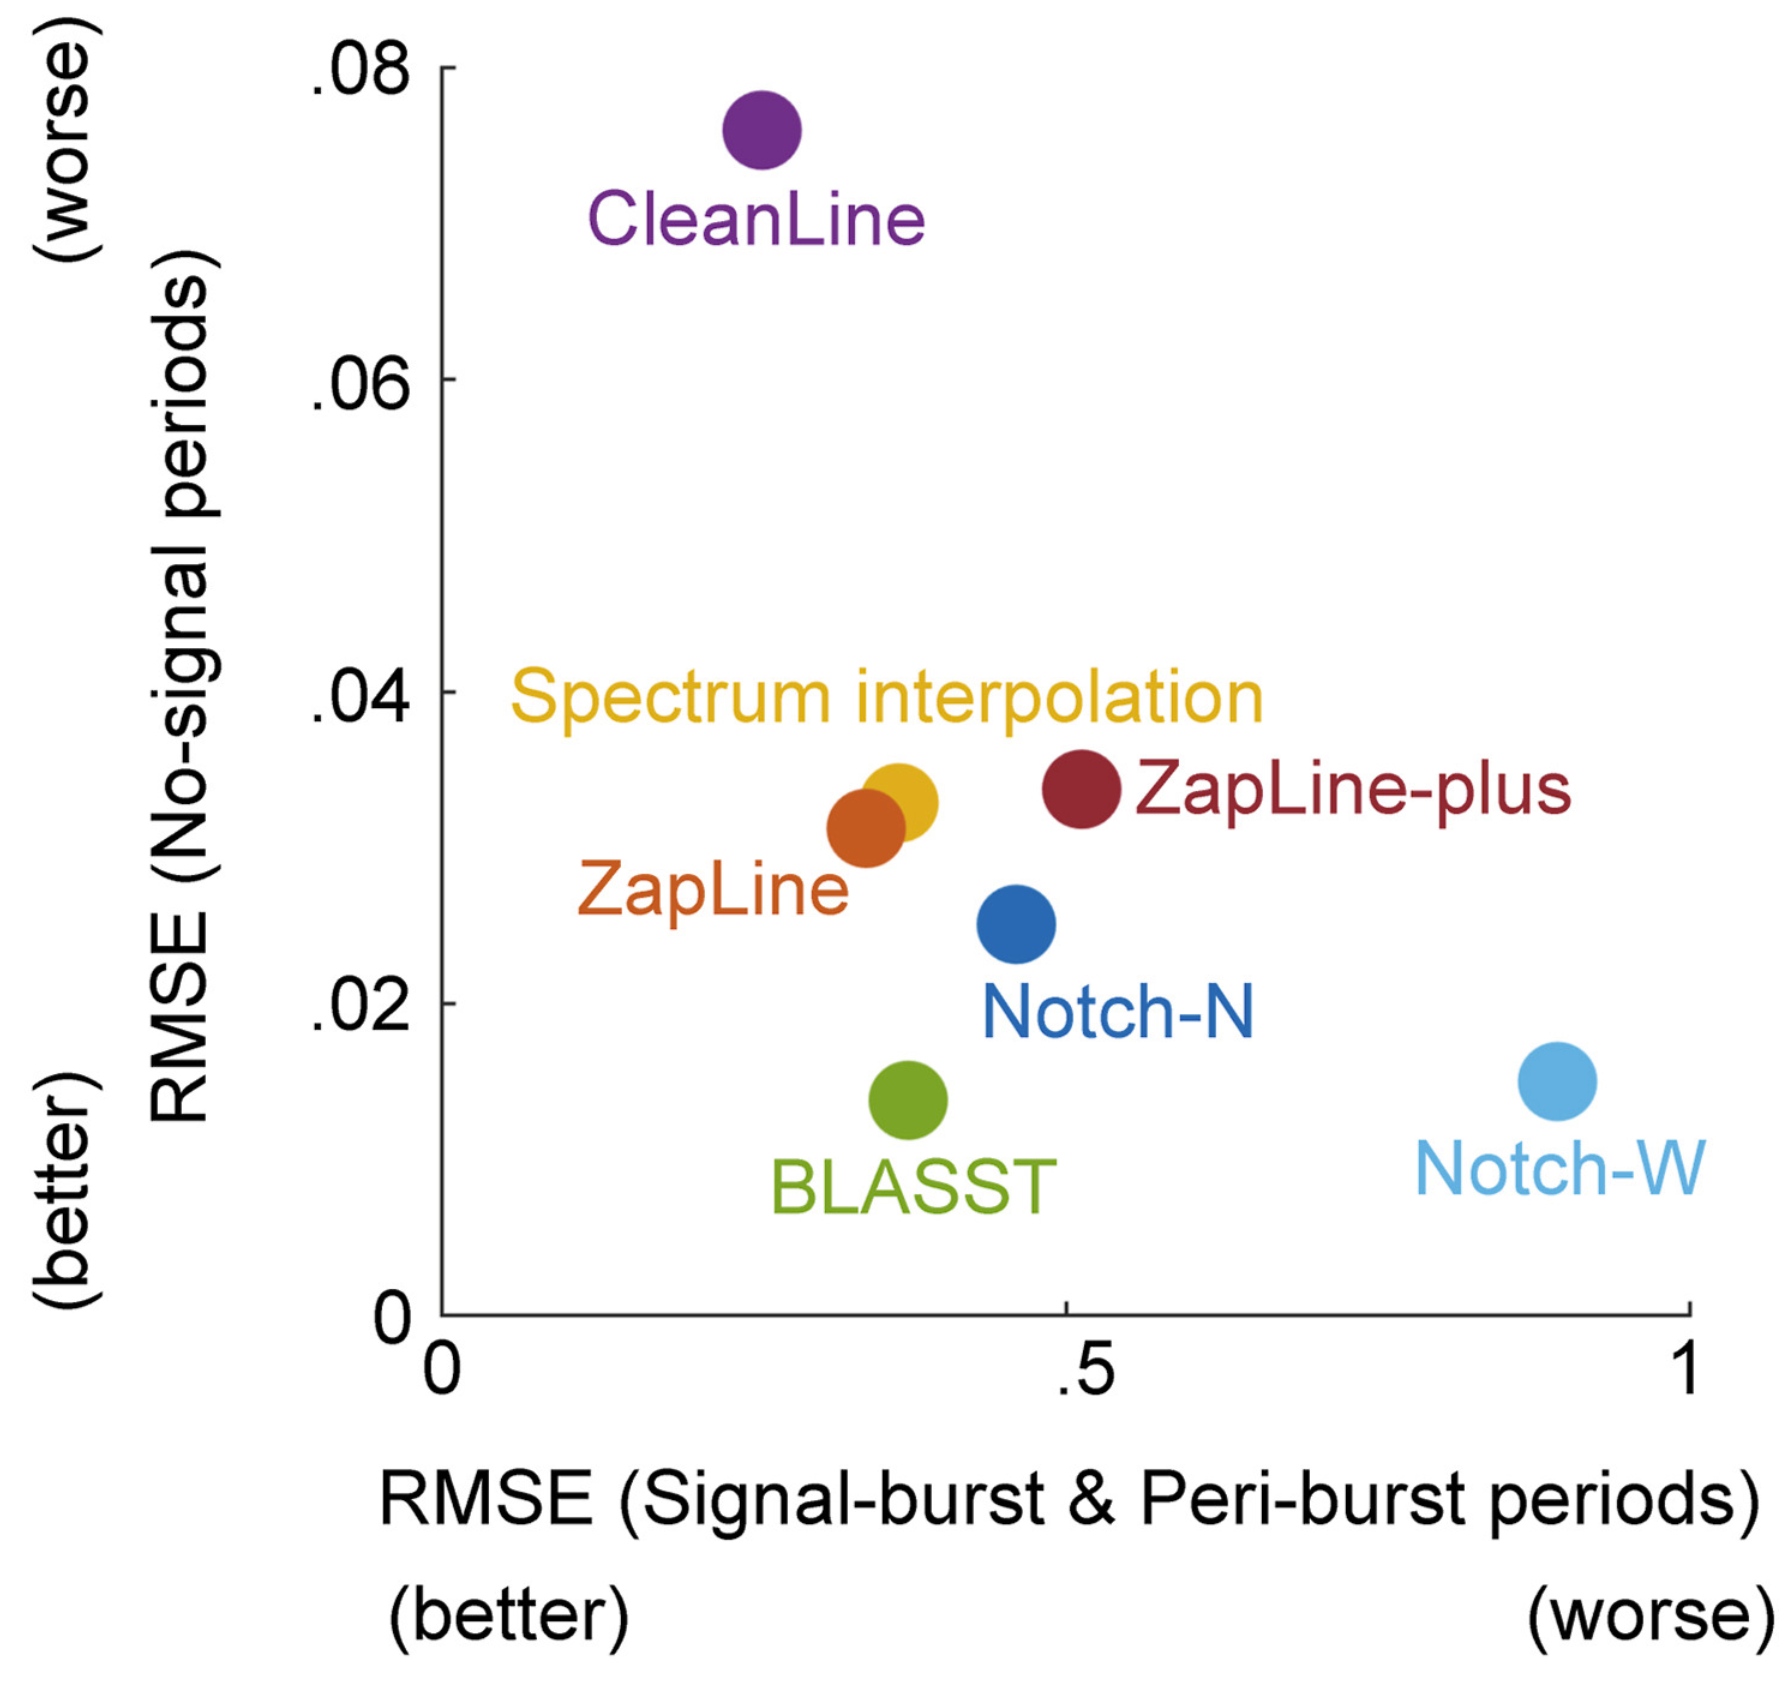 (worse)
(better)
RMSE (No-signal periods)
.08
.06
.04
.02
0
CleanLine
Spectrum interpolation
ZapLine-plus
ZapLine
Notch-N
BLASST
Notch-W
0
.5
1
RMSE (Signal-burst & Peri-burst periods)
(better)
(worse)